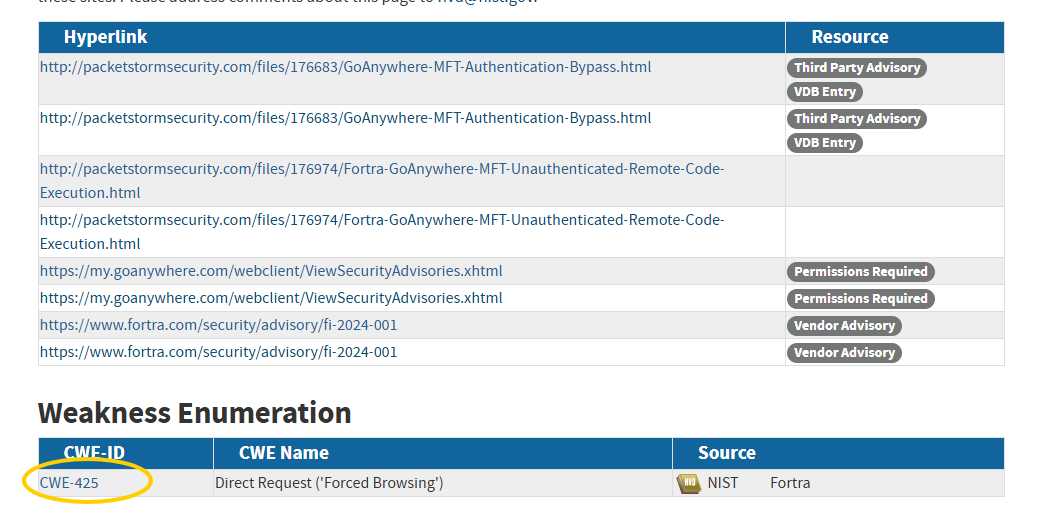 these sites. Please address comments about this page to nvd@nist.gov.
Hyperlink Resource
http://packetstormsecurity.com/files/176683/GoAnywhere-MFT-Authentication-Bypass.html Third Party Advisory
VDB Entry
http://packetstormsecurity.com/files/176683/GoAnywhere-MFT-Authentication-Bypass.html Third Party Advisory
VDB Entry
http://packetstormsecurity.com/files/176974/Fortra-GoAnywhere-MFT-Unauthenticated-Remote-Code-
Execution.html
http://packetstormsecurity.com/files/176974/Fortra-GoAnywhere-MFT-Unauthenticated-Remote-Code-
Execution.html
https://my.goanywhere.com/webclient/ViewSecurityAdvisories.xhtml Permissions Required
https://my.goanywhere.com/webclient/ViewSecurityAdvisories.xhtml Permissions Required
https://www.fortra.com/security/advisory/fi-2024-001 Vendor Advisory
https://www.fortra.com/security/advisory/fi-2024-001 Vendor Advisory
Weakness Enumeration
CWE-ID CWE Name Source
CWE-425 Direct Request ('Forced Browsing') NVD NIST Fortra